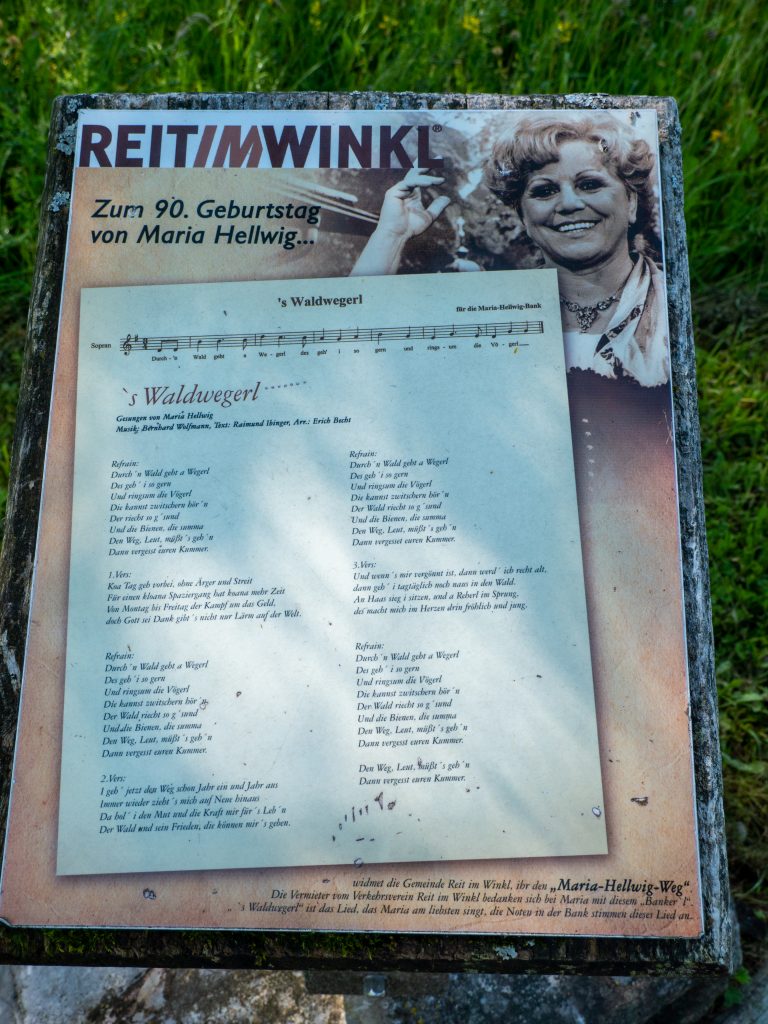 REIT IM WINKL®
Zum 90. Geburtstag
von Maria Hellwig...
's Waldwegerl
für die Maria-Hellwig-Bank
Sopran
Durch-'n Wald geht a We-gerl des geh' i so gern und rings-um die Vö-gerl
`s Waldwegerl
Gesungen von Maria Hellwig
Musik: Bernhard Wolfmann, Text: Raimund Ibinger, Arr.: Erich Becht
Refrain:
Durch´n Wald geht a Wegerl
Des geh´ i so gern
Und ringsum die Vögerl
Die kannst zwitschern hör´n
Der riecht so g´sund
Und die Bienen, die summa
Den Weg, Leut, müßt´s geh´n
Dann vergesst euren Kummer.
1.Vers:
Koa Tag geh vorbei, ohne Ärger und Streit
Für einen kloana Spaziergang hat koana mehr Zeit
Von Montag bis Freitag der Kampf um das Geld,
doch Gott sei Dank gibt´s nicht nur Lärm auf der Welt.
Refrain:
Durch´n Wald geht a Wegerl
Des geh´ i so gern
Und ringsum die Vögerl
Die kannst zwitschern hör´n
Der Wald riecht so g´sund
Und die Bienen, die summa
Den Weg, Leut, müßt´s geh´n
Dann vergesst euren Kummer.
2.Vers:
I geh´ jetzt den Weg schon Jahr ein und Jahr aus
Immer wieder zieht´s mich auf Neue hinaus
Da hol´ i den Mut und die Kraft mir für´s Leb´n
Der Wald und sein Frieden, die können mir´s geben.
Refrain:
Durch´n Wald geht a Wegerl
Des geh´ i so gern
Und ringsum die Vögerl
Die kannst zwitschern hör´n
Der Wald riecht so g´sund
Und die Bienen, die summa
Den Weg, Leut, müßt´s geh´n
Dann vergesset euren Kummer.
3.Vers:
Und wenn´s mir vergönnt ist, dann werd´ ich recht alt,
dann geh´ i tagtäglich noch naus in den Wald.
An Haas sieg i sitzen, und a Reherl im Sprung,
des macht mich im Herzen drin fröhlich und jung.
Refrain:
Durch´n Wald geht a Wegerl
Des geh´ i so gern
Und ringsum die Vögerl
Die kannst zwitschern hör´n
Der Wald riecht so g´sund
Und die Bienen, die summa
Den Weg, Leut, müßt´s geh´n
Dann vergesst euren Kummer.
Den Weg, Leut, müßt´s geh´n
Dann vergesst euren Kummer.
widmet die Gemeinde Reit im Winkl, ihr den „Maria-Hellwig-Weg“.
Die Vermieter vom Verkehrsverein Reit im Winkl bedanken sich bei Maria mit diesem „Banker´l“.
„`s Waldwegerl“ ist das Lied, das Maria am liebsten singt, die Noten in der Bank stimmen dieses Lied an.